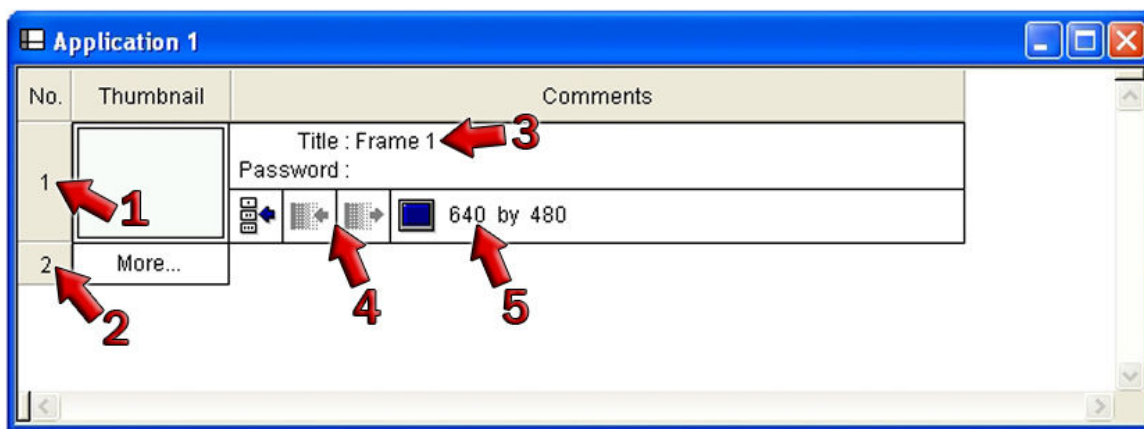 Application 1
No. Thumbnail Comments
1 1 Title : Frame 1 3
Password :
640 by 480
2 More... 4 5
2